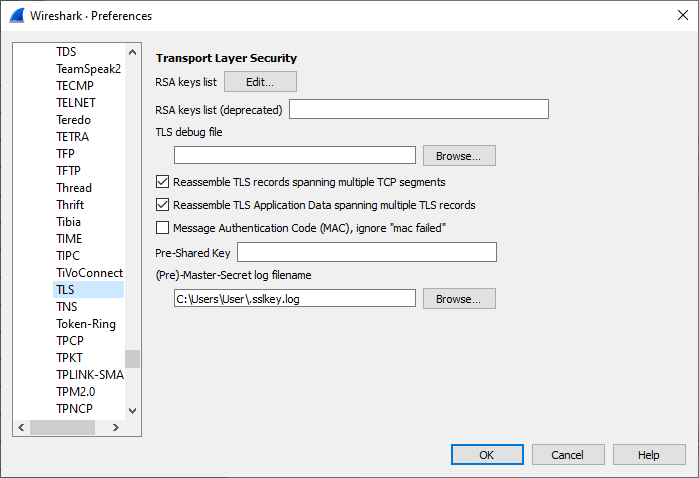 Wireshark · Preferences
TDS
TeamSpeak2
TECMP
TELNET
Teredo
TETRA
TFP
TFTP
Thread
Thrift
Tibia
TIME
TIPC
TiVoConnect
TLS
TNS
Token-Ring
TPCP
TPKT
TPLINK-SMA
TPM2.0
TPNCP
Transport Layer Security
RSA keys list Edit...
RSA keys list (deprecated)
TLS debug file
Browse...
Reassemble TLS records spanning multiple TCP segments
Reassemble TLS Application Data spanning multiple TLS records
Message Authentication Code (MAC), ignore "mac failed"
Pre-Shared Key
(Pre)-Master-Secret log filename
C:\Users\User\.sslkey.log Browse...
OK Cancel Help